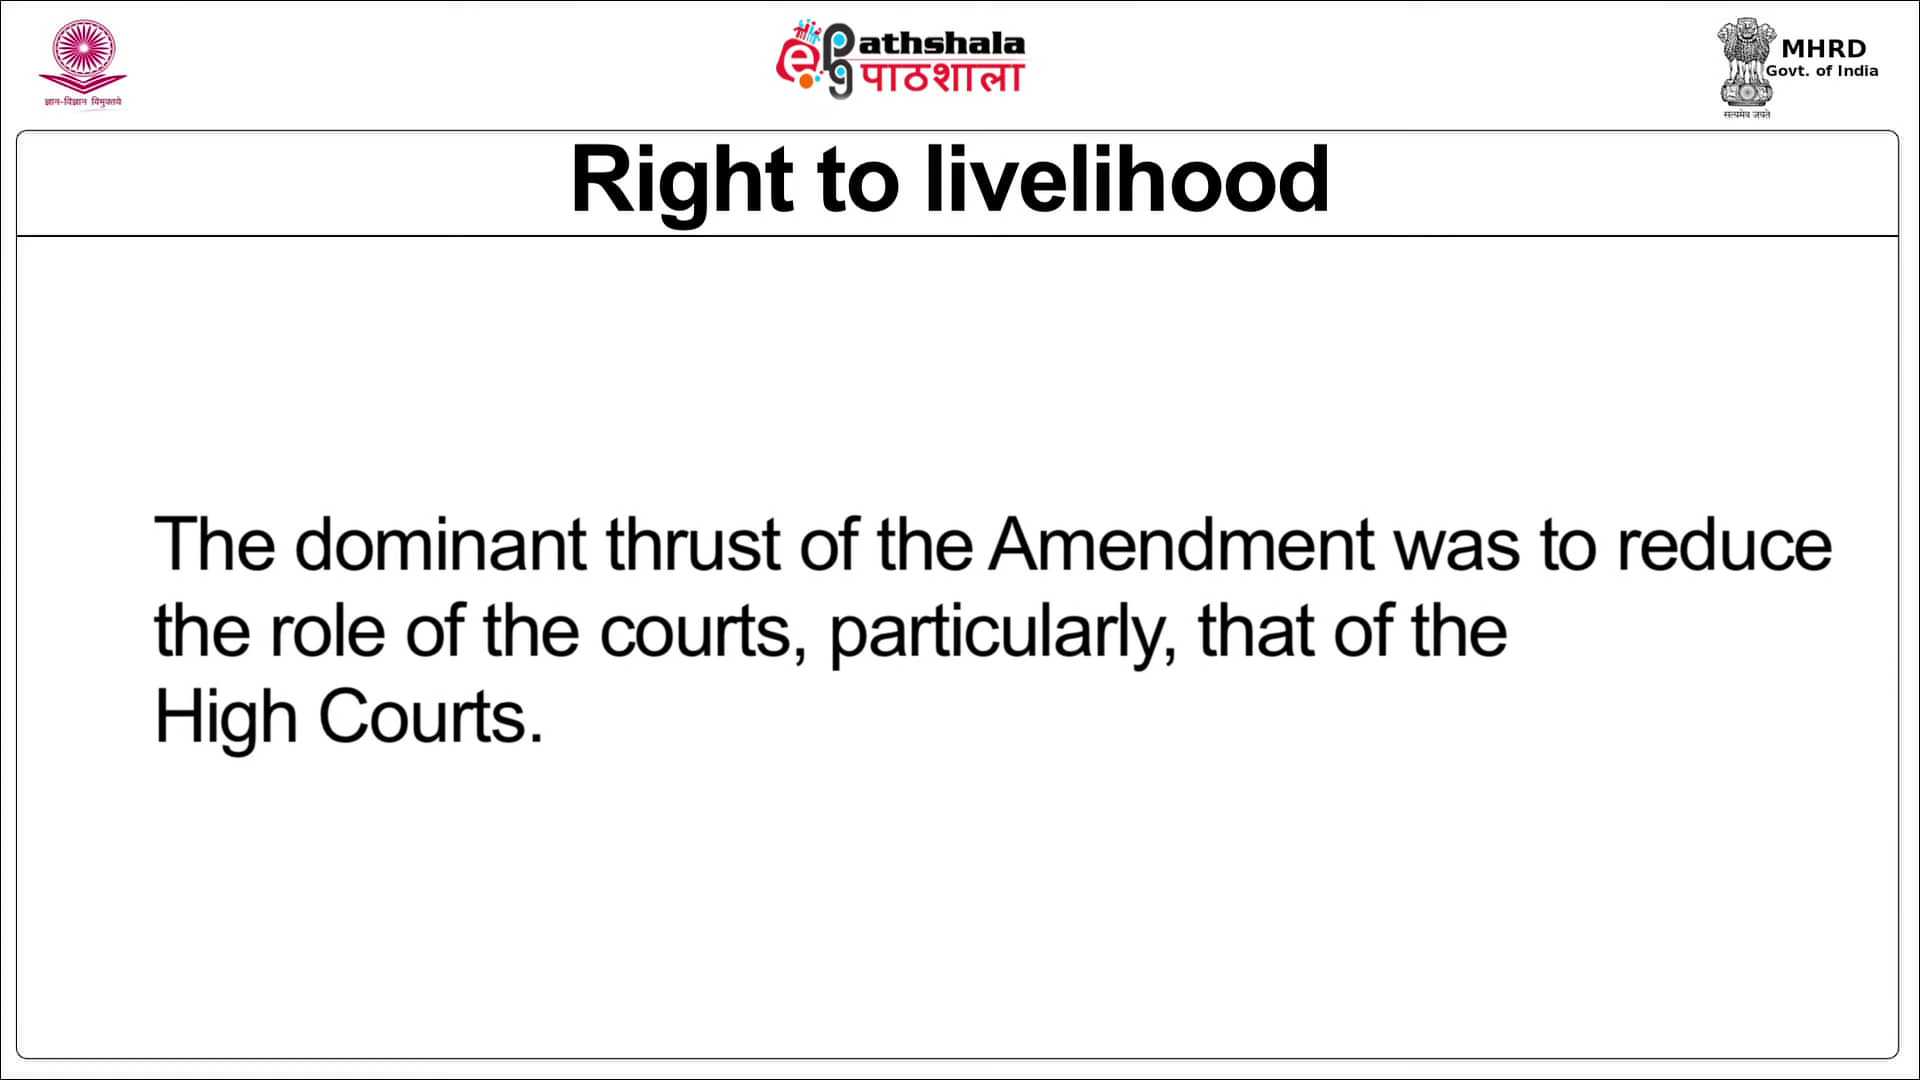 ज्ञान-विज्ञान विमुक्तये
e
pg
athshala
पाठशाला
MHRD
Govt. of India
सत्यमेव जयते
Right to livelihood
The dominant thrust of the Amendment was to reduce
the role of the courts, particularly, that of the
High Courts.